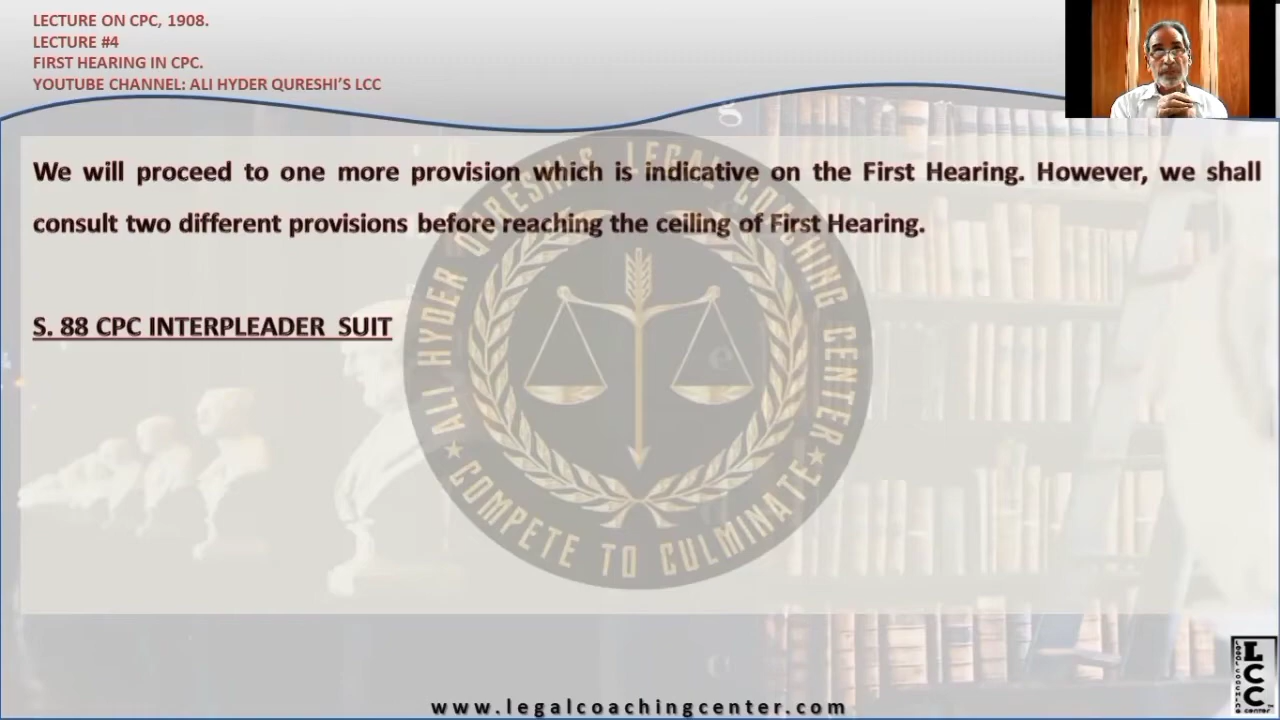 LECTURE ON CPC, 1908.
LECTURE #4
FIRST HEARING IN CPC.
YOUTUBE CHANNEL: ALI HYDER QURESHI’S LCC
We will proceed to one more provision which is indicative on the First Hearing. However, we shall
consult two different provisions before reaching the ceiling of First Hearing.
S. 88 CPC INTERPLEADER SUIT
ALI HYDER QURESHI'S LEGAL COACHING CENTER
COMPETE TO CULMINATE
LEGAL COACHING
LCC
center
www.legalcoachingcenter.com